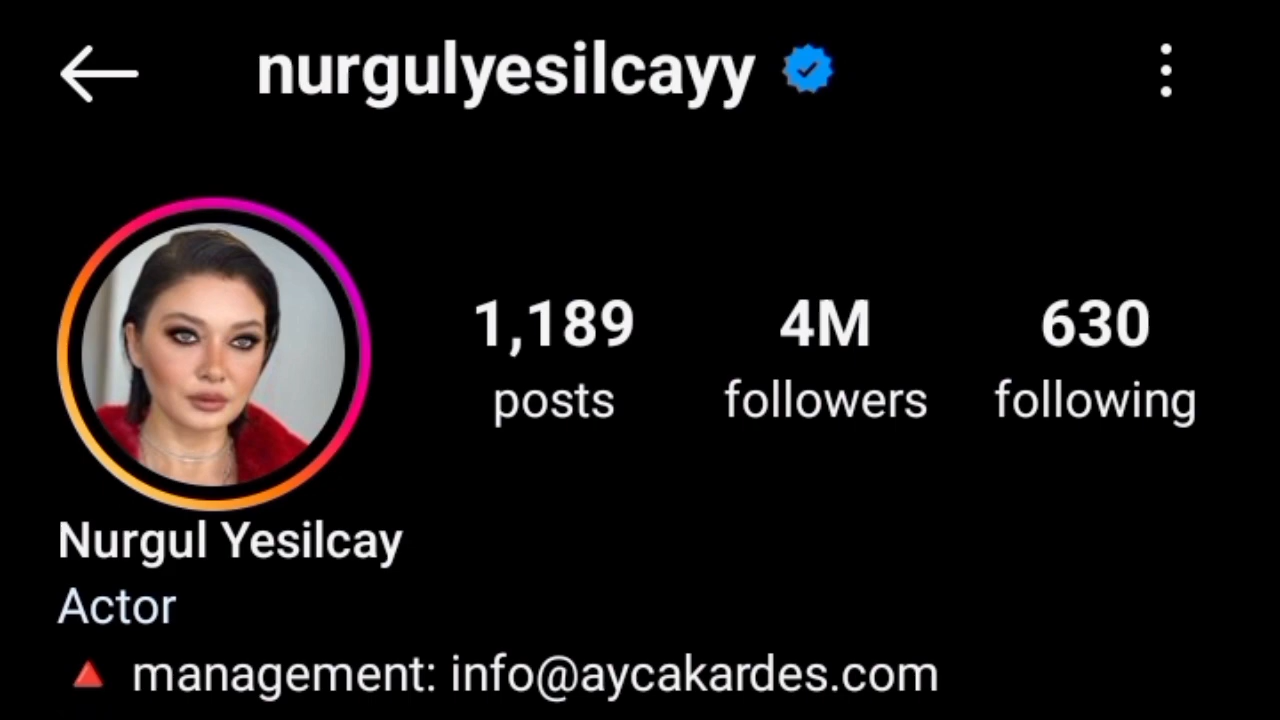 nurgulyesilcayy
1,189 4M 630
posts followers following
Nurgul Yesilcay
Actor
🔺 management: info@aycakardes.com